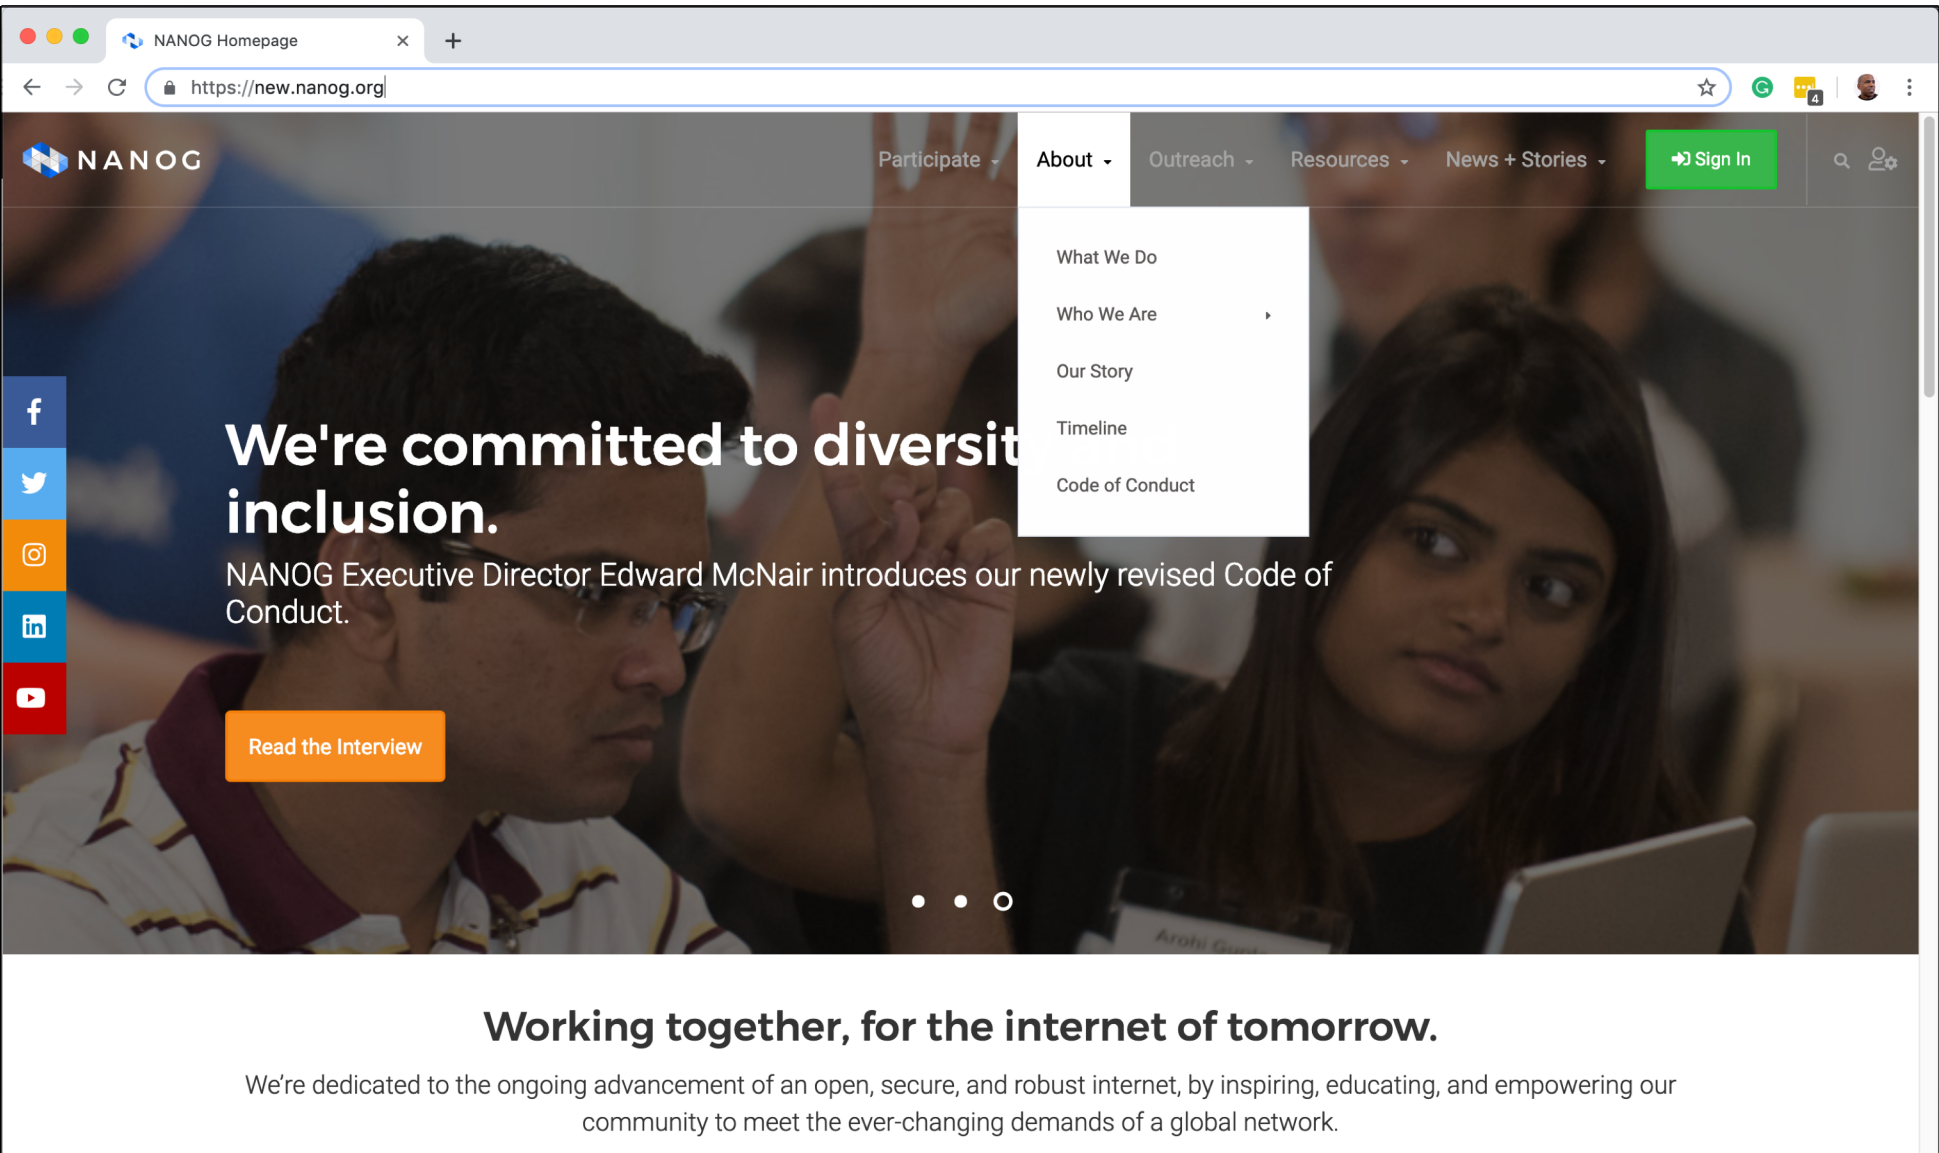 NANOG Homepage
https://new.nanog.org
4
NANOG
Participate
About
Outreach
Resources
News + Stories
Sign In
What We Do
Who We Are
Our Story
Timeline
Code of Conduct
We're committed to diversit
inclusion.
NANOG Executive Director Edward McNair introduces our newly revised Code of
Conduct.
Read the Interview
Arohi
Working together, for the internet of tomorrow.
We’re dedicated to the ongoing advancement of an open, secure, and robust internet, by inspiring, educating, and empowering our
community to meet the ever-changing demands of a global network.